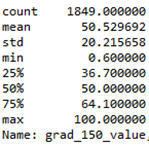 count 1849.000000
mean 50.529692
std 20.215658
min 0.600000
25% 36.700000
50% 50.000000
75% 64.100000
max 100.000000
Name: grad_150_value,